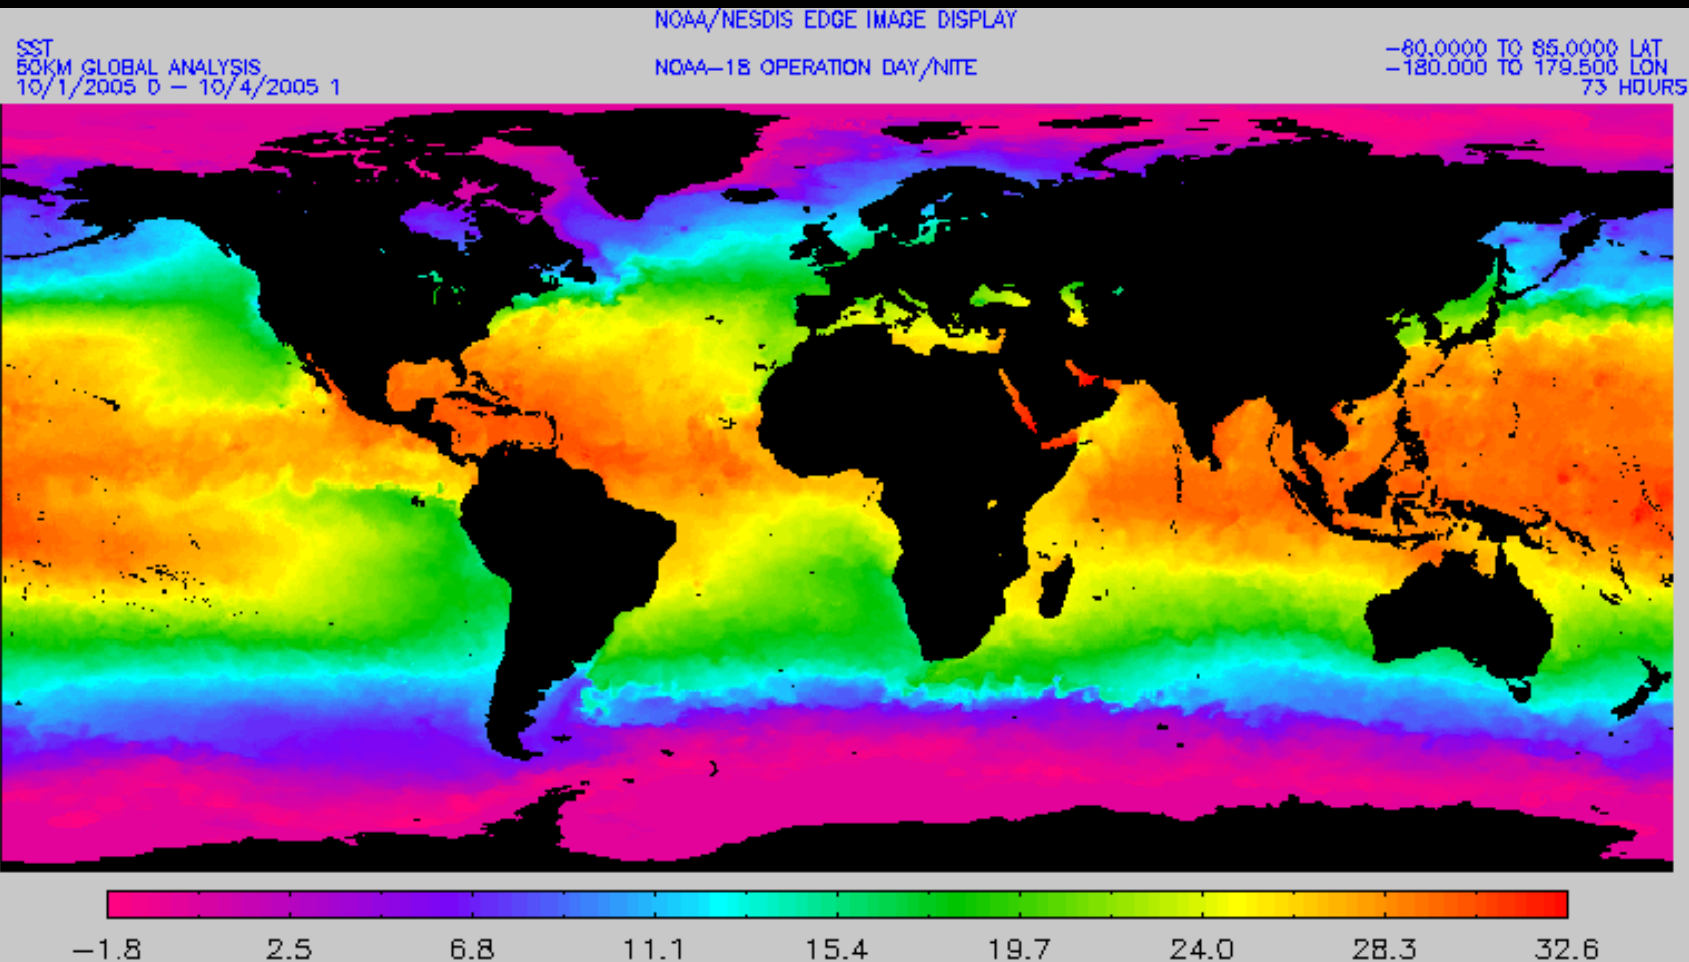 NOAA/NESDIS EDGE IMAGE DISPLAY
SST
50KM GLOBAL ANALYSIS
10/1/2005 0 - 10/4/2005 1
NOAA-18 OPERATION DAY/NITE
-80.0000 TO 85.0000 LAT
-180.000 TO 179.500 LON
73 HOURS
-1.8 2.5 6.8 11.1 15.4 19.7 24.0 28.3 32.6